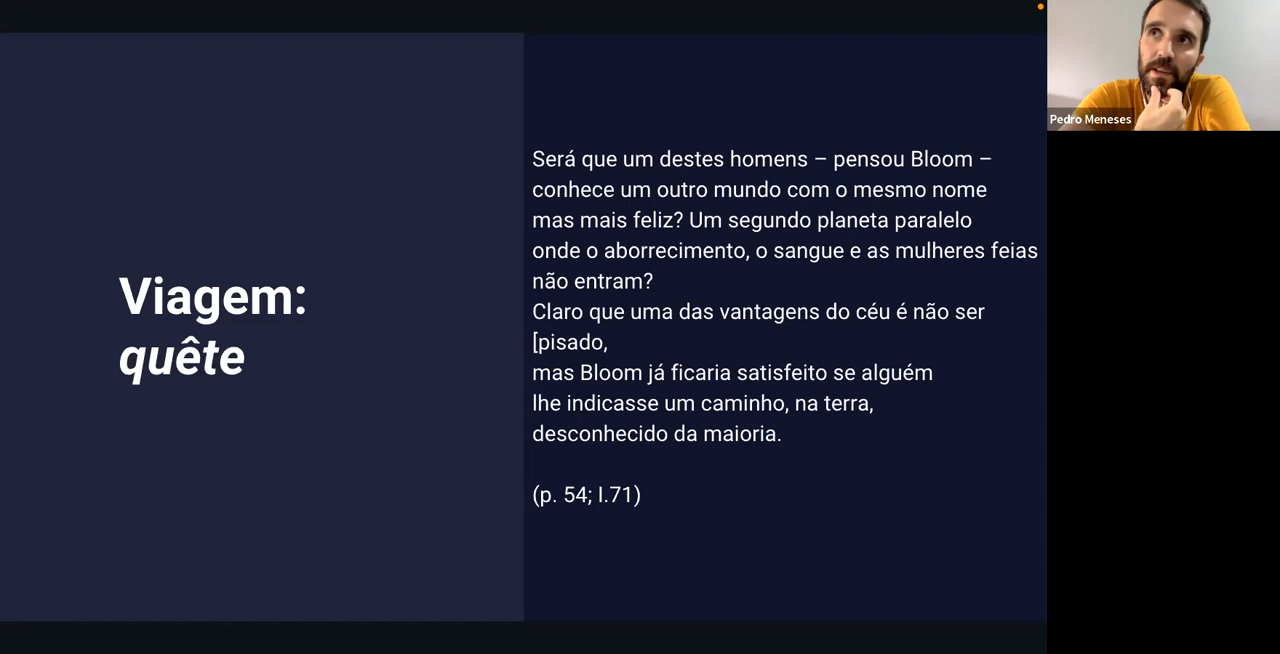 Viagem:
quête
Será que um destes homens – pensou Bloom –
conhece um outro mundo com o mesmo nome
mas mais feliz? Um segundo planeta paralelo
onde o aborrecimento, o sangue e as mulheres feias
não entram?
Claro que uma das vantagens do céu é não ser
[pisado,
mas Bloom já ficaria satisfeito se alguém
lhe indicasse um caminho, na terra,
desconhecido da maioria.
(p. 54; I.71)
Pedro Meneses